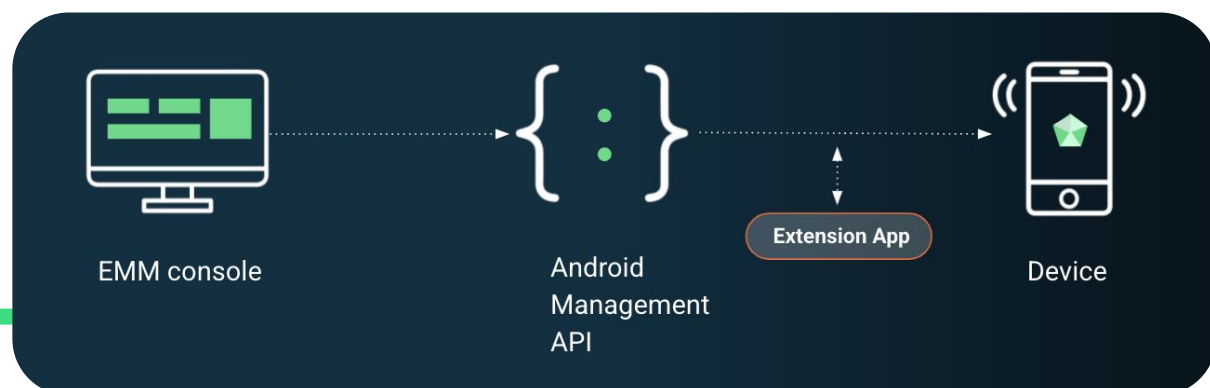 EMM console
Android
Management
API
Extension App
Device